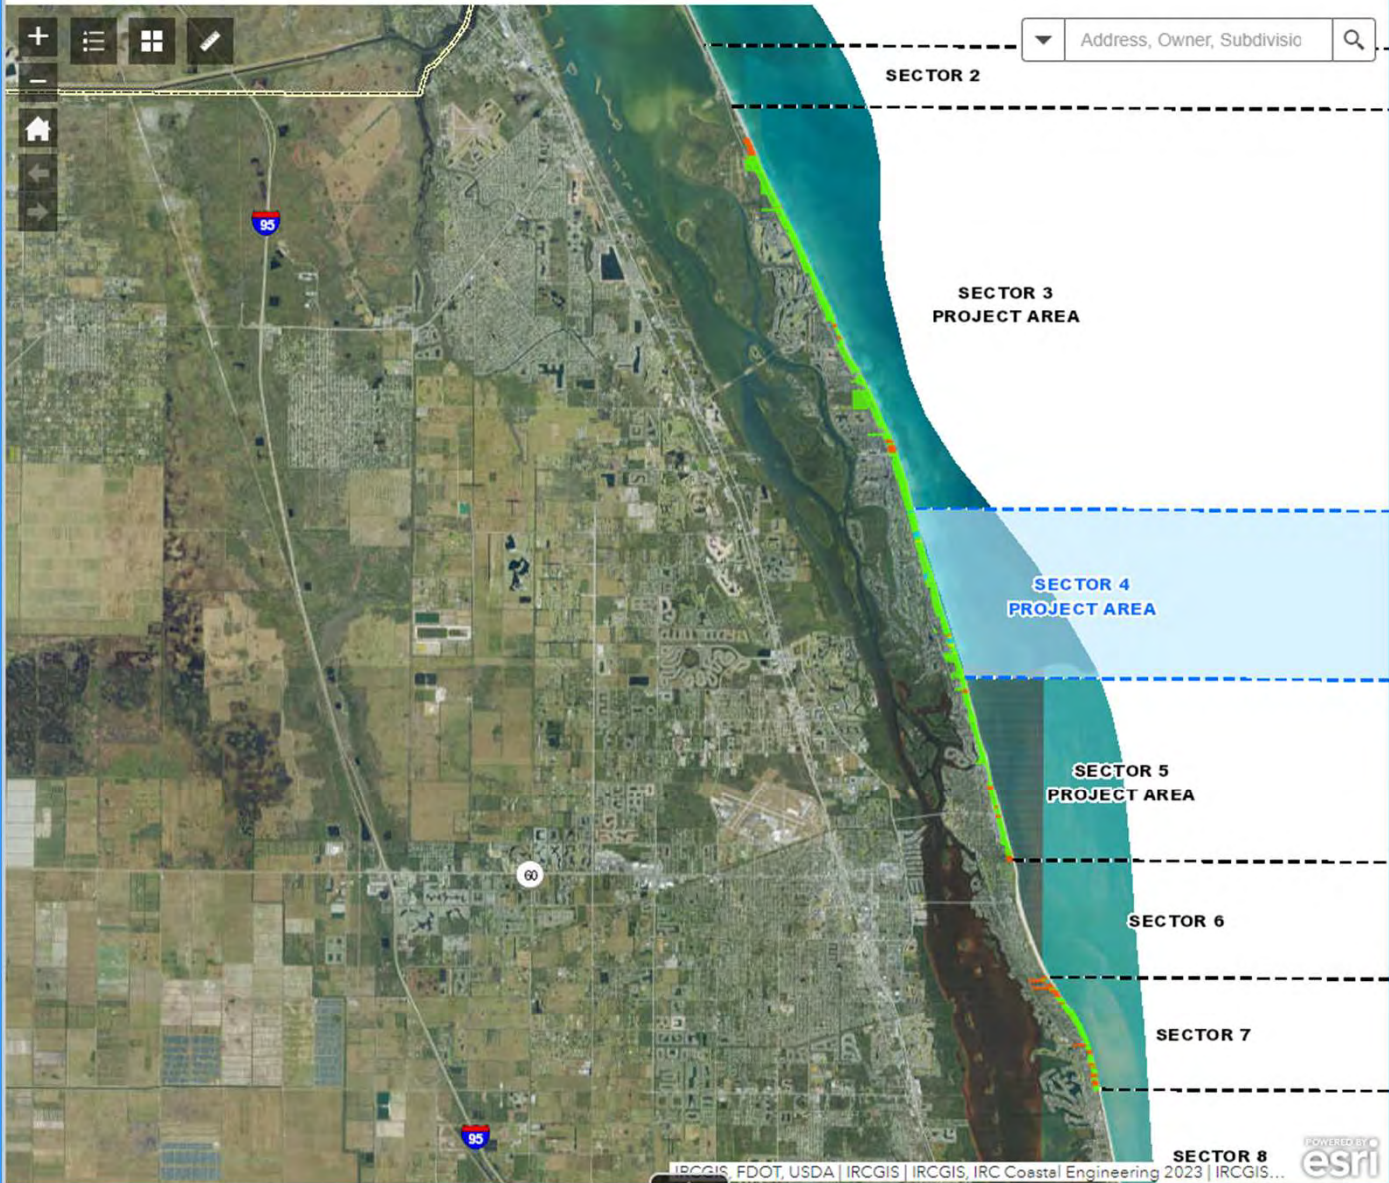 Address, Owner, Subdivisio
SECTOR 2
95
SECTOR 3
PROJECT AREA
SECTOR 4
PROJECT AREA
SECTOR 5
PROJECT AREA
60
SECTOR 6
SECTOR 7
95
SECTOR 8
POWERED BY
esri
IRCGIS, FDOT, USDA | IRCGIS | IRCGIS, IRC Coastal Engineering 2023 | IRCGIS...